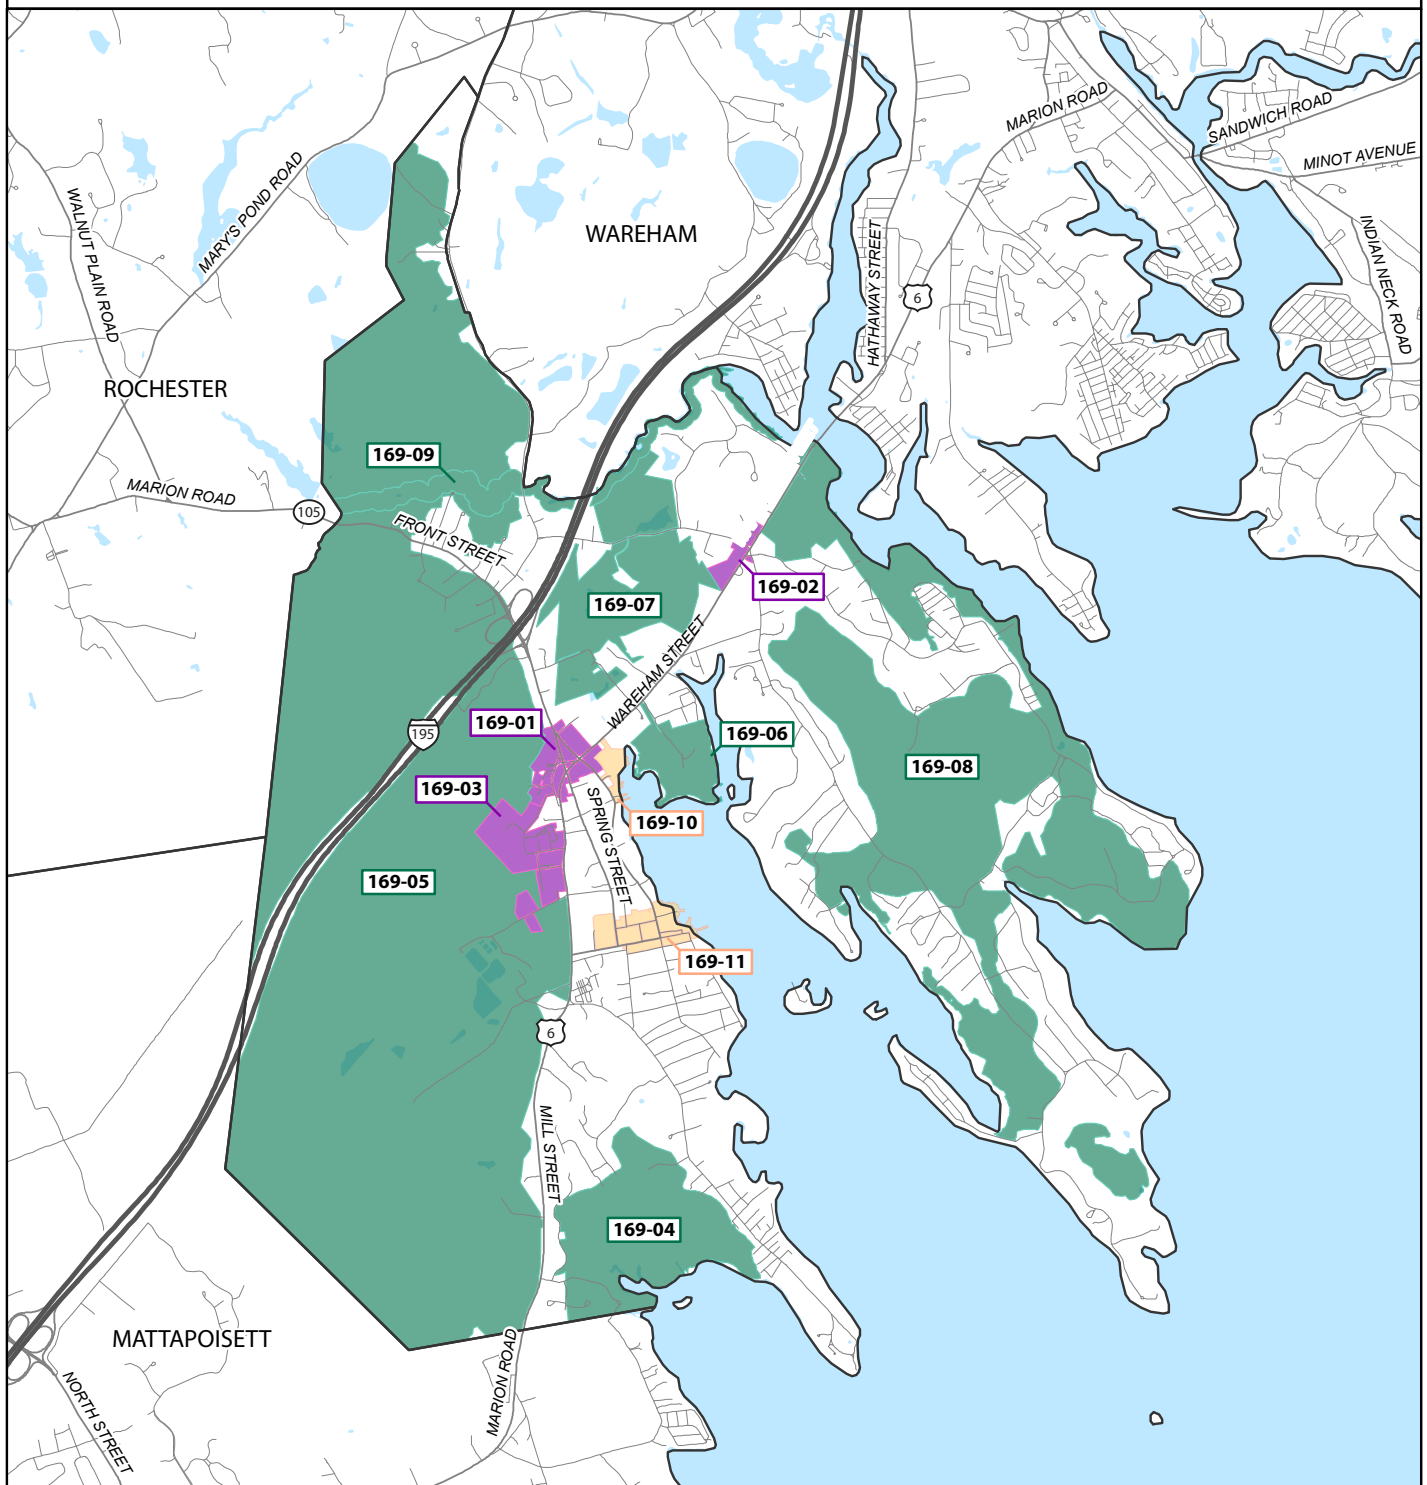 MARION ROAD
SANDWICH ROAD
MINOT AVENUE
MARY'S POND ROAD
WALNUT PLAIN ROAD
WAREHAM
HATHAWAY STREET
INDIAN NECK ROAD
6
ROCHESTER
169-09
MARION ROAD
105
FRONT STREET
169-02
169-07
WAREHAM STREET
169-01
195
169-06
169-03
169-08
SPRING STREET
169-10
169-05
169-11
6
MILL STREET
169-04
MATTAPOISETT
MARION ROAD
NORTH STREET